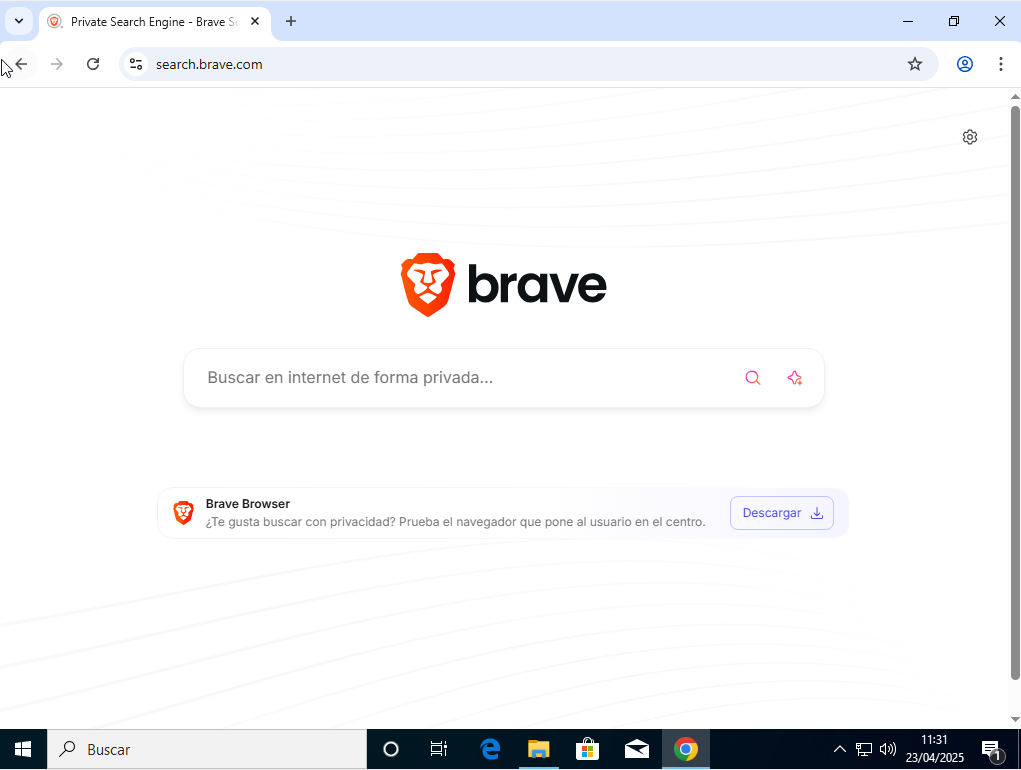 Private Search Engine - Brave S
search.brave.com
brave
Buscar en internet de forma privada...
Brave Browser
¿Te gusta buscar con privacidad? Prueba el navegador que pone al usuario en el centro.
Descargar
Buscar
11:31
23/04/2025
1